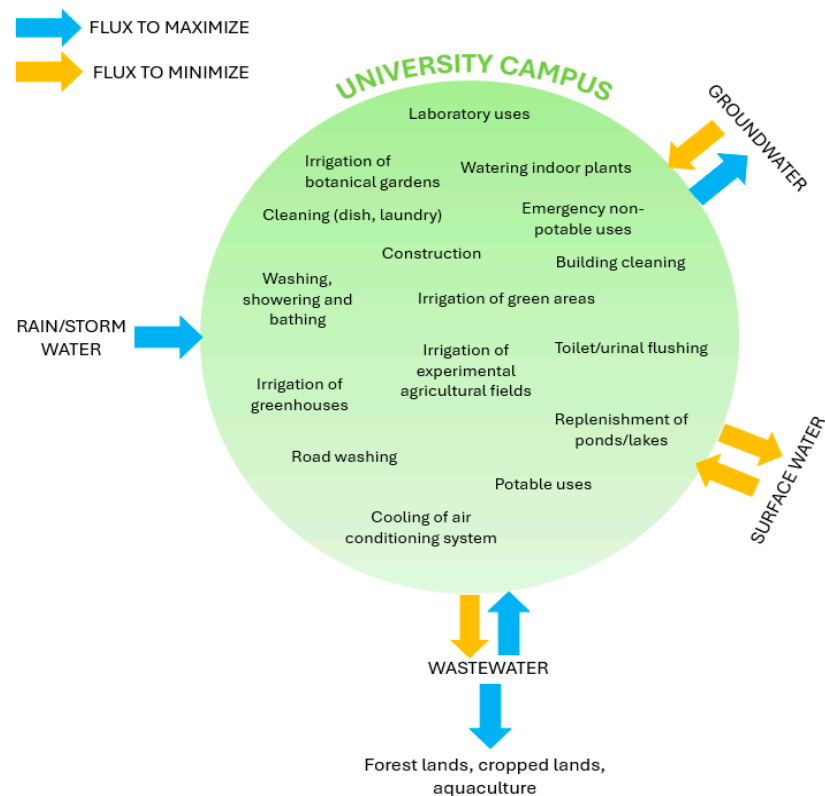 FLUX TO MAXIMIZE
FLUX TO MINIMIZE
UNIVERSITY CAMPUS
GROUNDWATER
Laboratory uses
Irrigation of
botanical gardens
Watering indoor plants
Cleaning (dish, laundry)
Emergency non-
potable uses
Construction
Building cleaning
Washing,
showering and
bathing
Irrigation of green areas
RAIN/STORM
WATER
Irrigation of
experimental
agricultural fields
Toilet/urinal flushing
Irrigation of
greenhouses
Replenishment of
ponds/lakes
SURFACE WATER
Road washing
Potable uses
Cooling of air
conditioning system
WASTEWATER
Forest lands, cropped lands,
aquaculture